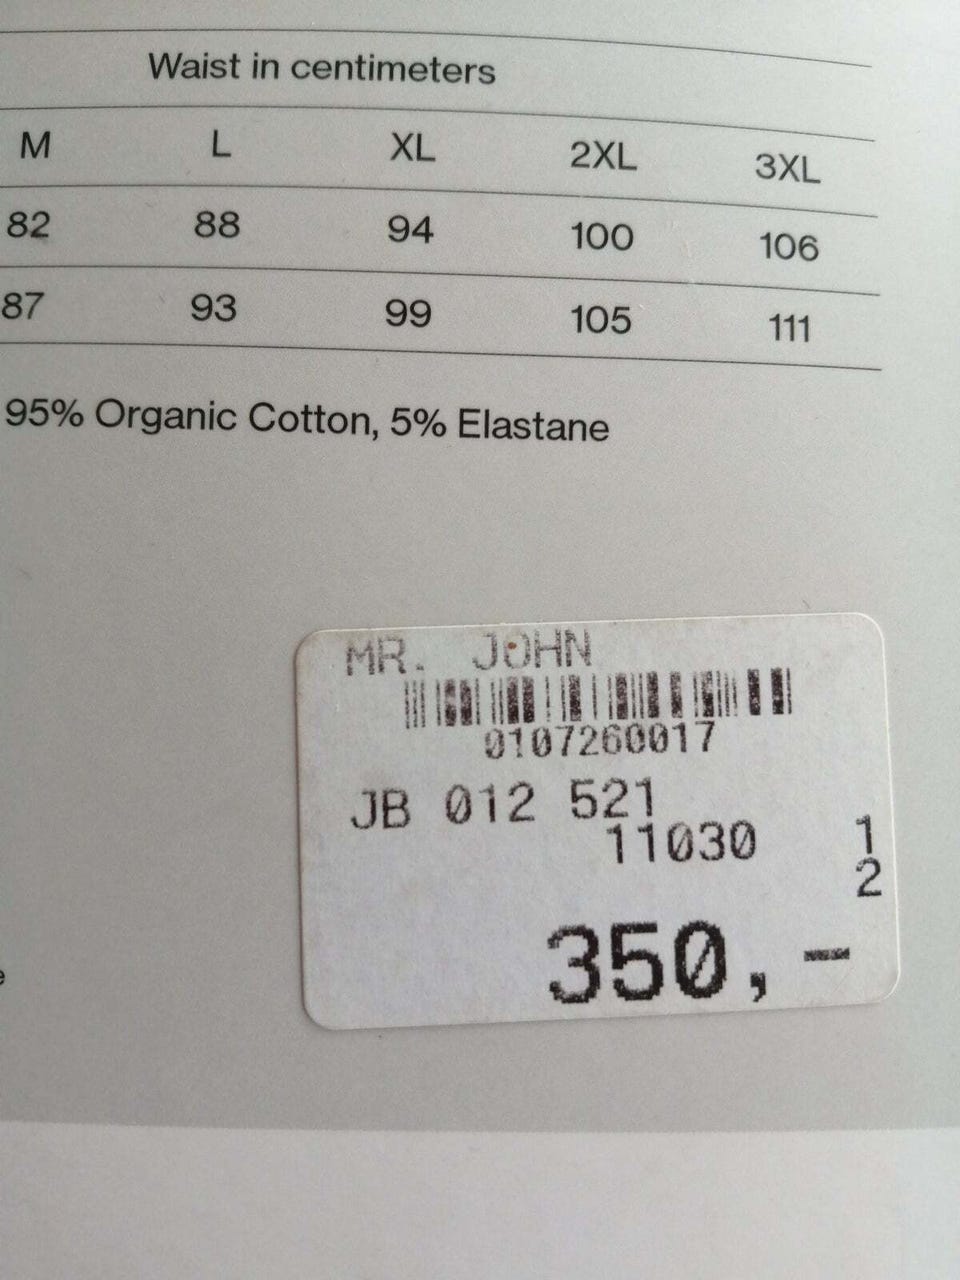 Waist in centimeters
M L XL 2XL 3XL
82 88 94 100 106
87 93 99 105 111
95% Organic Cotton, 5% Elastane
MR. JOHN
0107260017
JB 012 521
11030 1
2
350,-